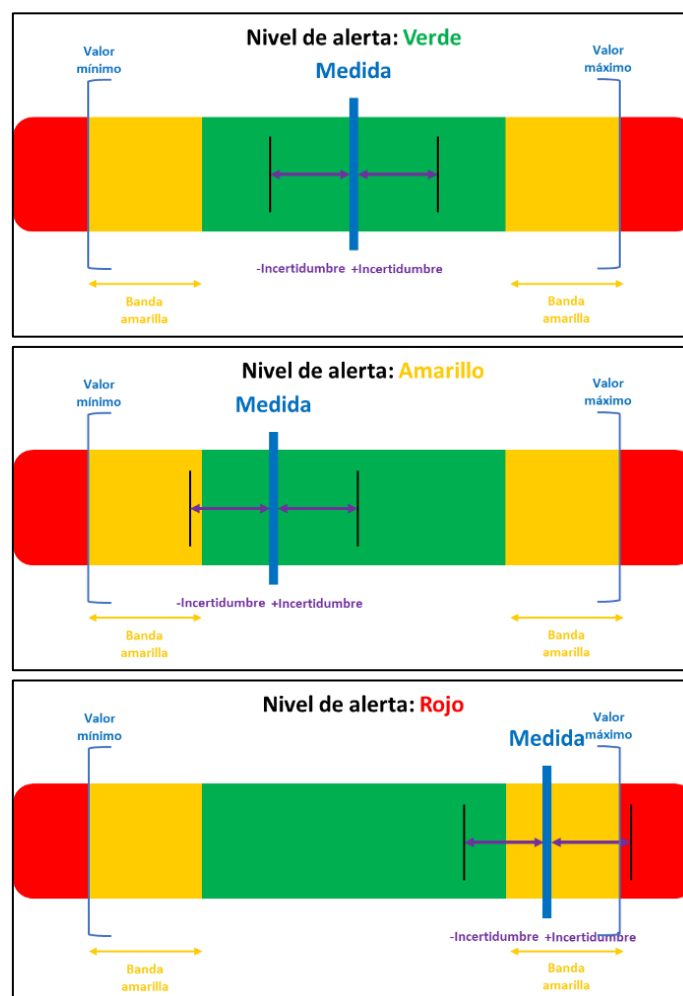 Nivel de alerta: Verde
Valor
mínimo
Medida
Valor
máximo
-Incertidumbre +Incertidumbre
Banda
amarilla
Banda
amarilla
Nivel de alerta: Amarillo
Valor
mínimo
Medida
Valor
máximo
-Incertidumbre +Incertidumbre
Banda
amarilla
Banda
amarilla
Nivel de alerta: Rojo
Valor
mínimo
Medida
Valor
máximo
-Incertidumbre +Incertidumbre
Banda
amarilla
Banda
amarilla